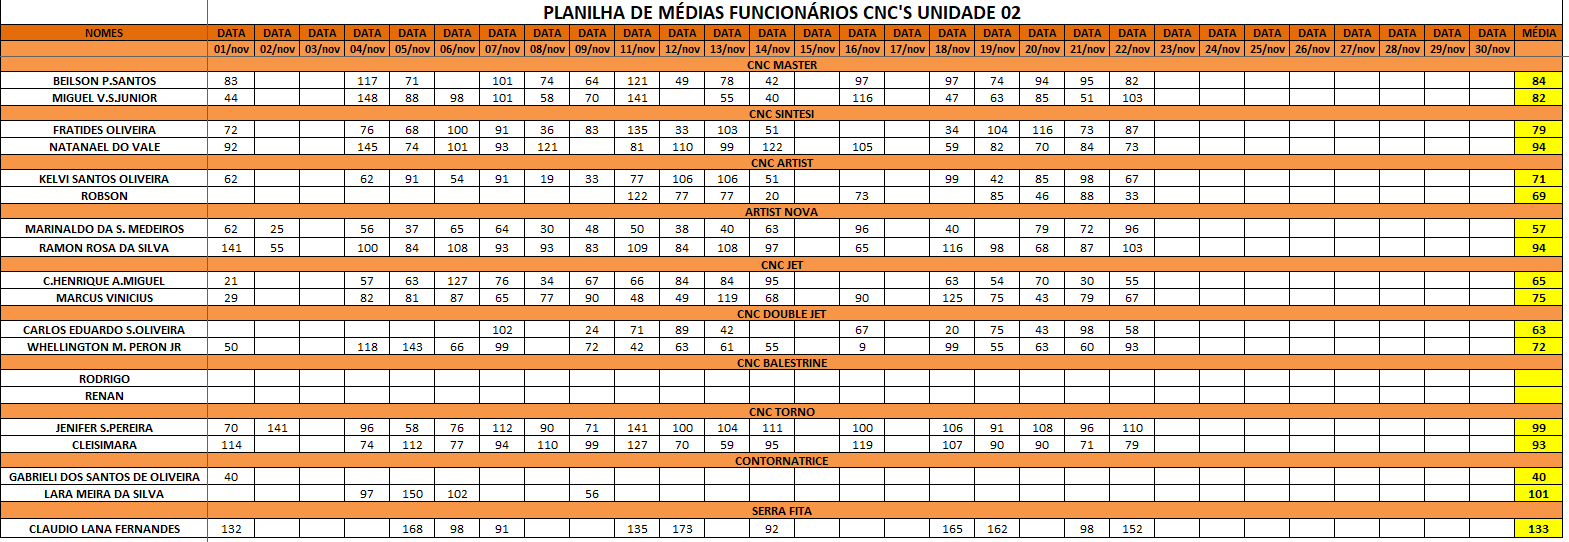 PLANILHA DE MÉDIAS FUNCIONÁRIOS CNC'S UNIDADE 02
NOMES DATA DATA DATA DATA DATA DATA DATA DATA DATA DATA DATA DATA DATA DATA DATA DATA DATA DATA DATA DATA DATA DATA DATA DATA DATA DATA DATA DATA DATA MÉDIA
01/nov 02/nov 03/nov 04/nov 05/nov 06/nov 07/nov 08/nov 09/nov 11/nov 12/nov 13/nov 14/nov 15/nov 16/nov 17/nov 18/nov 19/nov 20/nov 21/nov 22/nov 23/nov 24/nov 25/nov 26/nov 27/nov 28/nov 29/nov 30/nov
CNC MASTER
BEILSON P.SANTOS 83 117 71 101 74 64 121 49 78 42 97 97 74 94 95 82 84
MIGUEL V.S.JUNIOR 44 148 88 98 101 58 70 141 55 40 116 47 63 85 51 103 82
CNC SINTESI
FRATIDES OLIVEIRA 72 76 68 100 91 36 83 135 33 103 51 34 104 116 73 87 79
NATANAEL DO VALE 92 145 74 101 93 121 81 110 99 122 105 59 82 70 84 73 94
CNC ARTIST
KELVI SANTOS OLIVEIRA 62 62 91 54 91 19 33 77 106 106 51 99 42 85 98 67 71
ROBSON 122 77 77 20 73 85 46 88 33 69
ARTIST NOVA
MARINALDO DA S. MEDEIROS 62 25 56 37 65 64 30 48 50 38 40 63 96 40 79 72 96 57
RAMON ROSA DA SILVA 141 55 100 84 108 93 93 83 109 84 108 97 65 116 98 68 87 103 94
CNC JET
C.HENRIQUE A.MIGUEL 21 57 63 127 76 34 67 66 84 84 95 63 54 70 30 55 65
MARCUS VINICIUS 29 82 81 87 65 77 90 48 49 119 68 90 125 75 43 79 67 75
CNC DOUBLE JET
CARLOS EDUARDO S.OLIVEIRA 102 24 71 89 42 67 20 75 43 98 58 63
WHELLINGTON M. PERON JR 50 118 143 66 99 72 42 63 61 55 9 99 55 63 60 93 72
CNC BALESTRINE
RODRIGO
RENAN
CNC TORNO
JENIFER S.PEREIRA 70 141 96 58 76 112 90 71 141 100 104 111 100 106 91 108 96 110 99
CLEISIMARA 114 74 112 77 94 110 99 127 70 59 95 119 107 90 90 71 79 93
CONTORNATRICE
GABRIELI DOS SANTOS DE OLIVEIRA 40 40
LARA MEIRA DA SILVA 97 150 102 56 101
SERRA FITA
CLAUDIO LANA FERNANDES 132 168 98 91 135 173 92 165 162 98 152 133